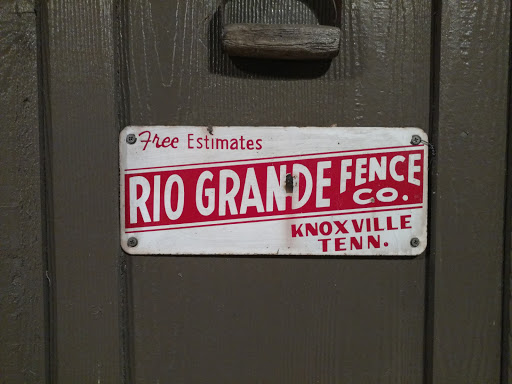 Free Estimates
RIO GRANDE FENCE CO.
KNOXVILLE
TENN.